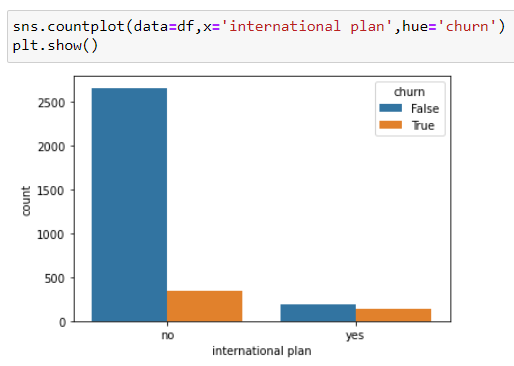 sns.countplot(data=df,x='international plan',hue='churn')
plt.show()
churn
False
True
2500
2000
1500
1000
500
0
count
no
yes
international plan